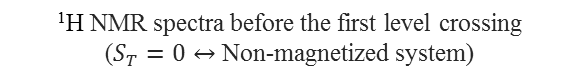 ¹H NMR spectra before the first level crossing
(S_T = 0 ↔ Non-magnetized system)